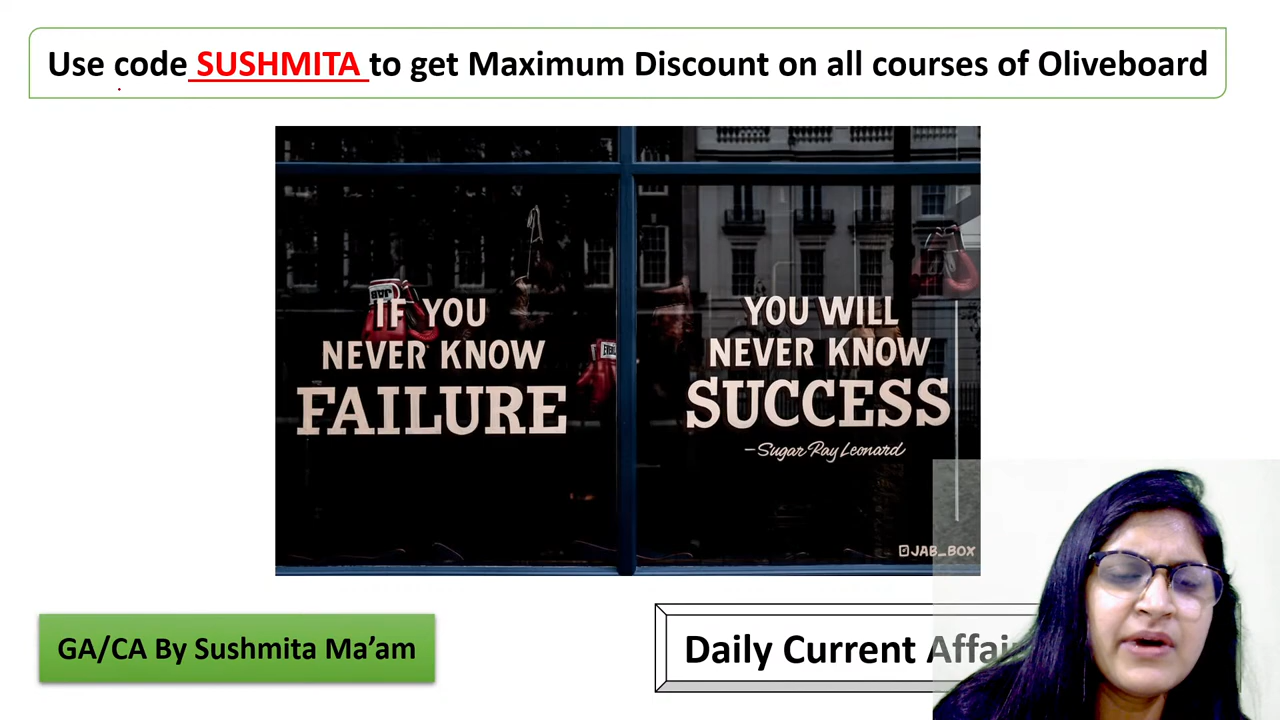 Use code SUSHMITA to get Maximum Discount on all courses of Oliveboard
IF YOU
NEVER KNOW
FAILURE
YOU WILL
NEVER KNOW
SUCCESS
—Sugar Ray Leonard
JAB_BOX
GA/CA By Sushmita Ma’am
Daily Current Affai